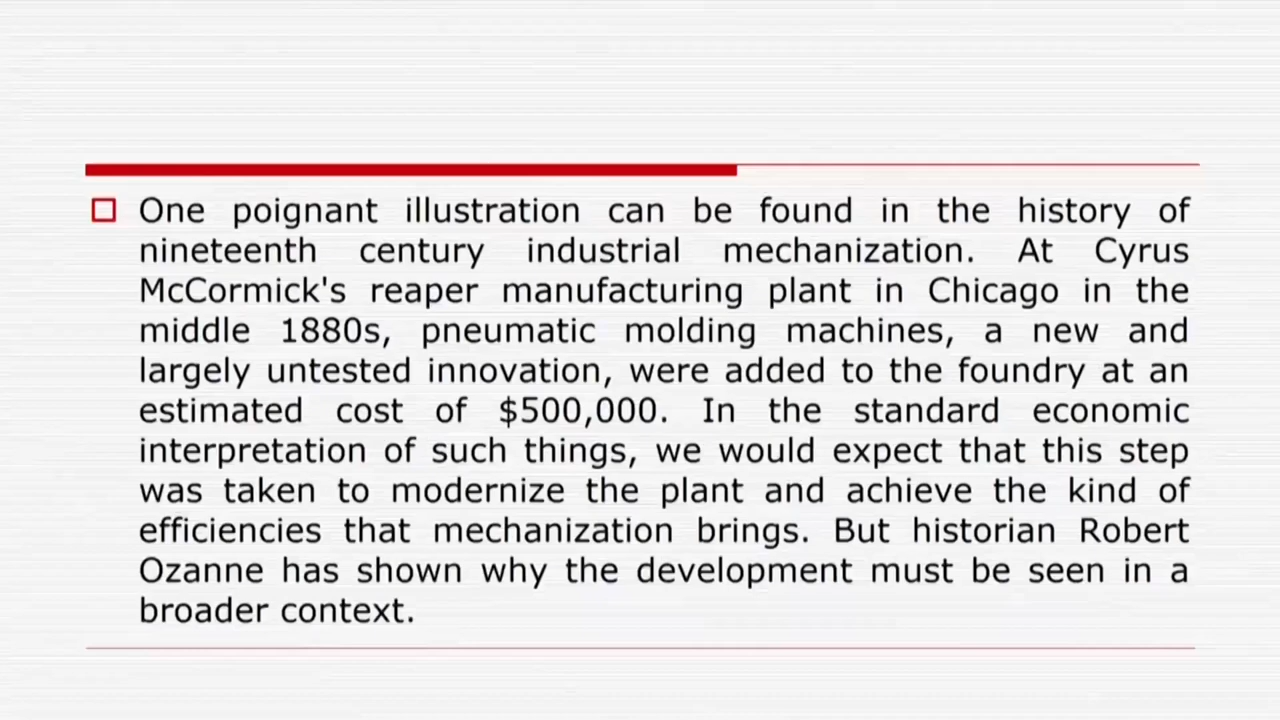 One poignant illustration can be found in the history of
nineteenth century industrial mechanization. At Cyrus
McCormick's reaper manufacturing plant in Chicago in the
middle 1880s, pneumatic molding machines, a new and
largely untested innovation, were added to the foundry at an
estimated cost of $500,000. In the standard economic
interpretation of such things, we would expect that this step
was taken to modernize the plant and achieve the kind of
efficiencies that mechanization brings. But historian Robert
Ozanne has shown why the development must be seen in a
broader context.